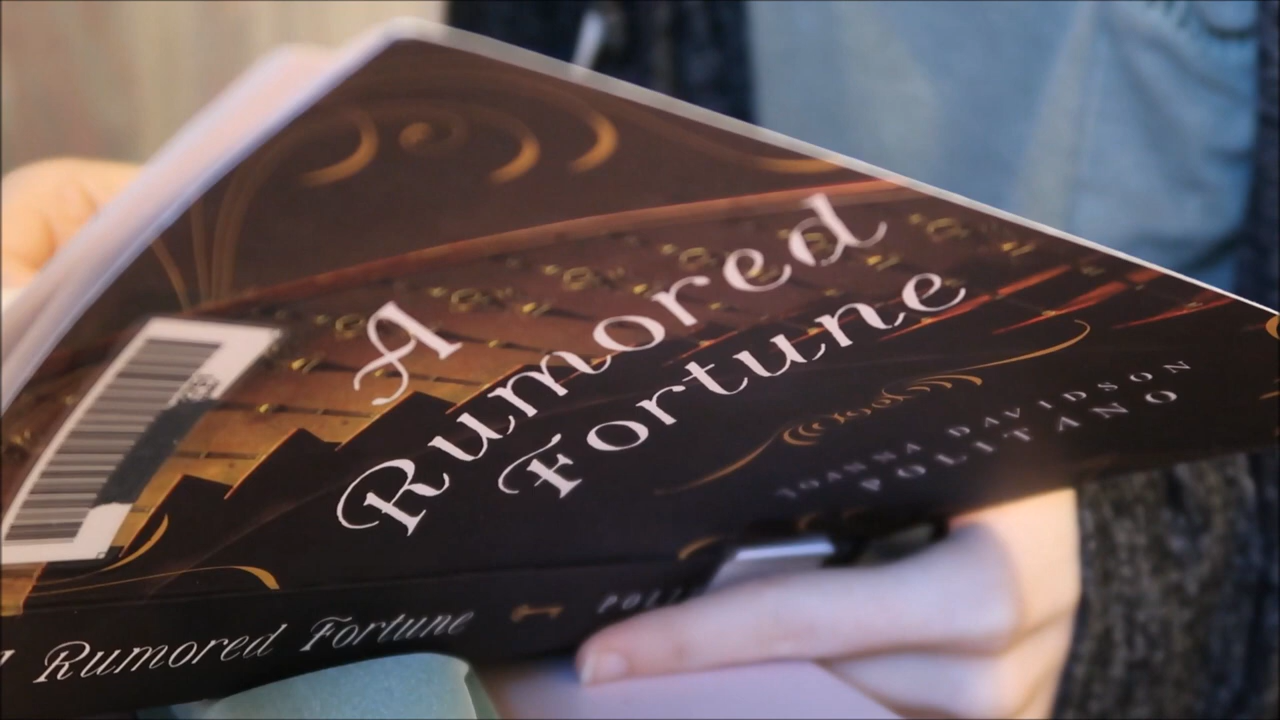 A
Rumored
Fortune
JOANNA DAVIDSON
POLITANO
Rumored Fortune